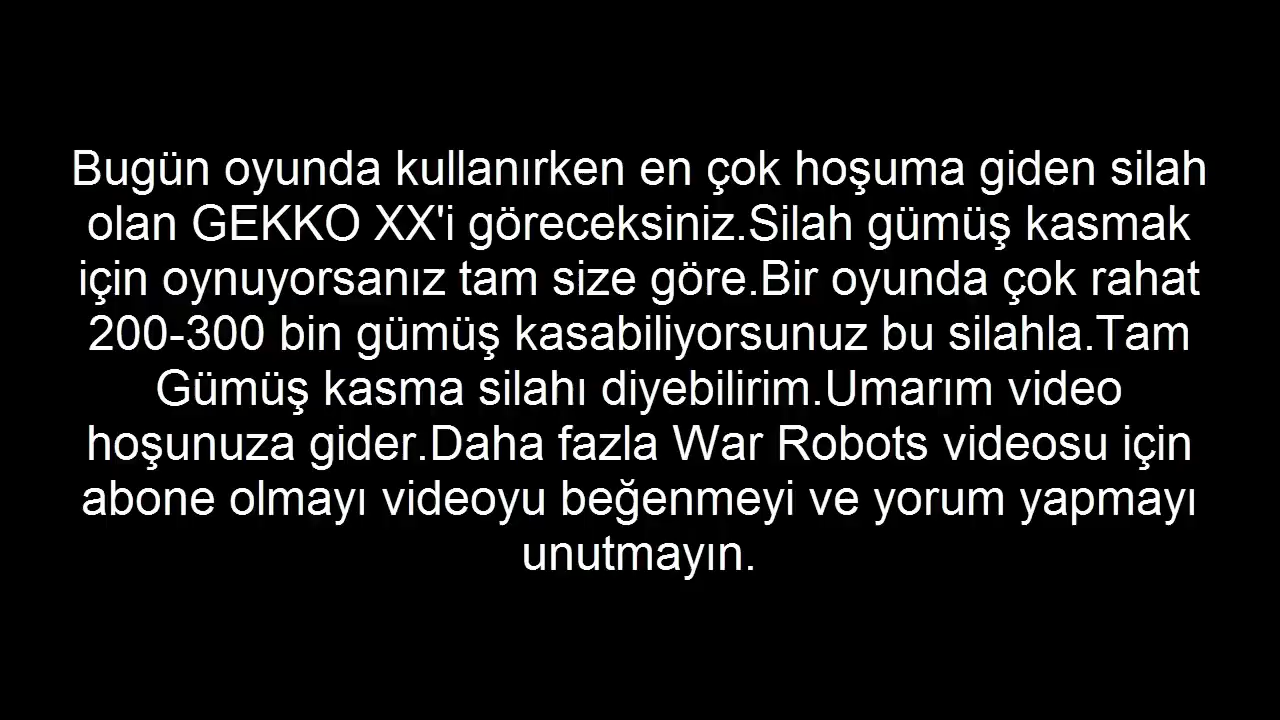 Bugün oyunda kullanırken en çok hoşuma giden silah
olan GEKKO XX'i göreceksiniz.Silah gümüş kasmak
için oynuyorsanız tam size göre.Bir oyunda çok rahat
200-300 bin gümüş kasabiliyorsunuz bu silahla.Tam
Gümüş kasma silahı diyebilirim.Umarım video
hoşunuza gider.Daha fazla War Robots videosu için
abone olmayı videoyu beğenmeyi ve yorum yapmayı
unutmayın.